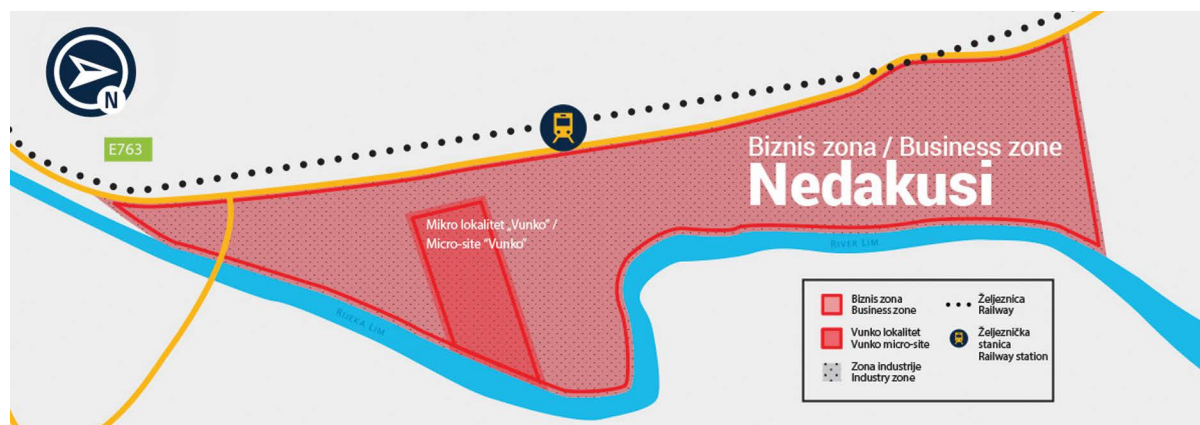 N
E763
Biznis zona / Business zone
Nedakusi
Mikro lokalitet „Vunko“ /
Micro-site “Vunko”
RIVER LIM
RIJEKA LIM
Biznis zona
Business zone
Vunko lokalitet
Vunko micro-site
Zona industrije
Industry zone
Željeznica
Railway
Željeznička
stanica
Railway station